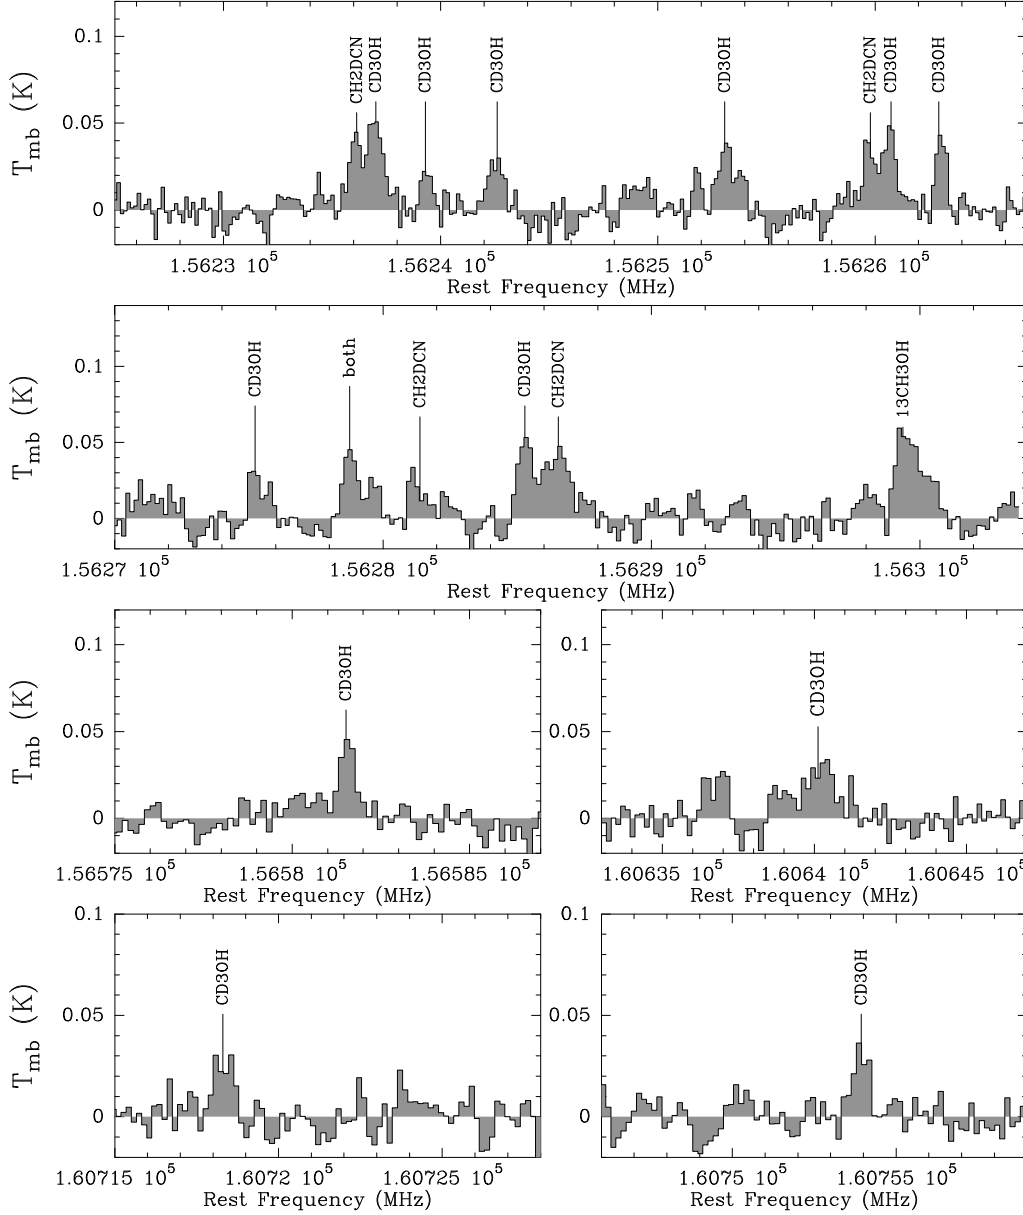 CH2DCN CD3OH CD3OH CD3OH CD3OH CH2DCN CD3OH CD3OH
T_mb (K)
0.1
0.05
0
1.5623 10^5 1.5624 10^5 1.5625 10^5 1.5626 10^5
Rest Frequency (MHz)
CD3OH both CH2DCN CD3OH CH2DCN 13CH3OH
T_mb (K)
0.1
0.05
0
1.5627 10^5 1.5628 10^5 1.5629 10^5 1.563 10^5
Rest Frequency (MHz)
CD3OH
T_mb (K)
0.1
0.05
0
1.56575 10^5 1.5658 10^5 1.56585 10^5
Rest Frequency (MHz)
CD3OH
0.1
0.05
0
1.60635 10^5 1.6064 10^5 1.60645 10^5
Rest Frequency (MHz)
CD3OH
T_mb (K)
0.1
0.05
0
1.60715 10^5 1.6072 10^5 1.60725 10^5
Rest Frequency (MHz)
CD3OH
0.1
0.05
0
1.6075 10^5 1.60755 10^5
Rest Frequency (MHz)